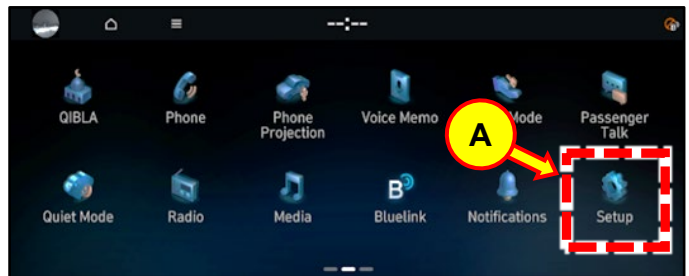 --:--
QIBLA
Phone
Phone
Projection
Voice Memo
Mode
Passenger
Talk
A
Quiet Mode
Radio
Media
B
Bluelink
Notifications
Setup